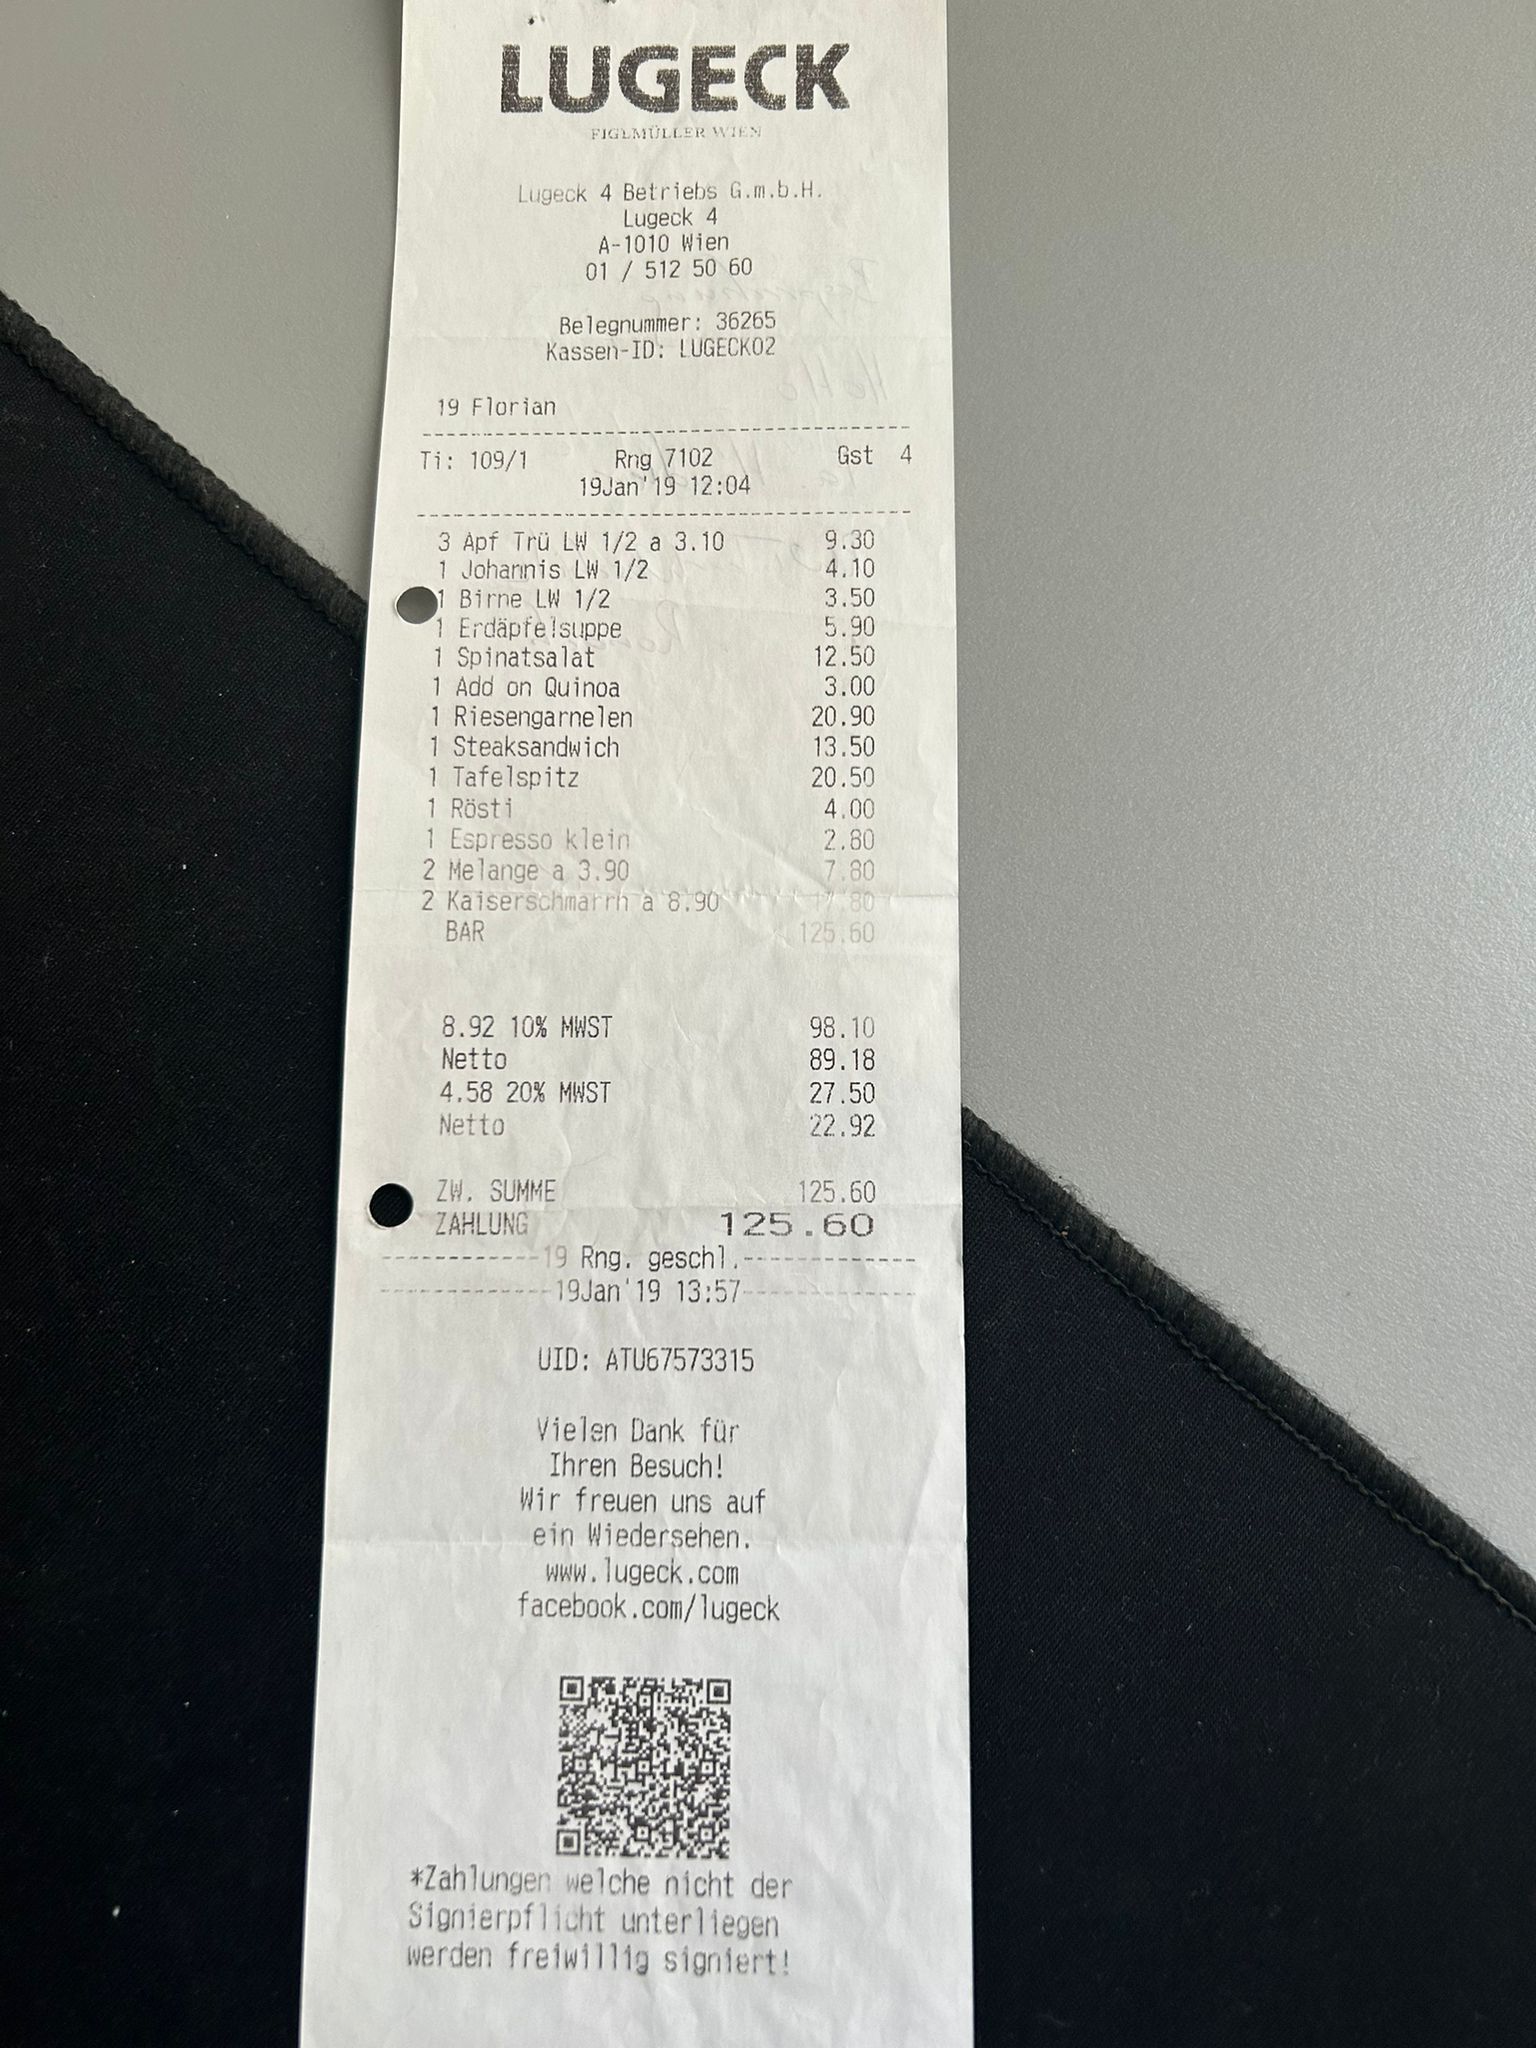 LUGECK
FIGLMÜLLER WIEN
Lugeck 4 Betriebs G.m.b.H.
Lugeck 4
A-1010 Wien
01 / 512 50 60
Belegnummer: 36265
Kassen-ID: LUGECK02
19 Florian
Ti: 109/1 Rng 7102 Gst 4
19Jan'19 12:04
3 Apf Trü LW 1/2 a 3.10 9.30
1 Johannis LW 1/2 4.10
1 Birne LW 1/2 3.50
1 Erdäpfelsuppe 5.90
1 Spinatsalat 12.50
1 Add on Quinoa 3.00
1 Riesengarnelen 20.90
1 Steaksandwich 13.50
1 Tafelspitz 20.50
1 Rösti 4.00
1 Espresso klein 2.80
2 Melange a 3.90 7.80
2 Kaiserschmarrn a 8.90 17.80
BAR 125.60
8.92 10% MWST 98.10
Netto 89.18
4.58 20% MWST 27.50
Netto 22.92
ZW. SUMME 125.60
ZAHLUNG 125.60
------------19 Rng. geschl.------------
------------19Jan'19 13:57------------
UID: ATU67573315
Vielen Dank für
Ihren Besuch!
Wir freuen uns auf
ein Wiedersehen.
www.lugeck.com
facebook.com/lugeck
*Zahlungen welche nicht der
Signierpflicht unterliegen
werden freiwillig signiert!